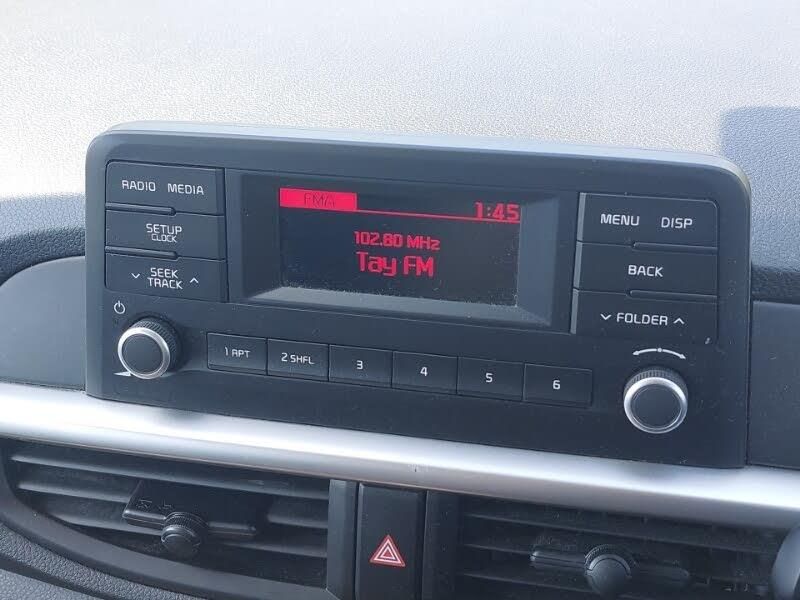 RADIO MEDIA
SETUP
CLOCK
SEEK
TRACK
FMA
1:45
102.80 MHz
Tay FM
MENU DISP
BACK
FOLDER
1 RPT
2 SHFL
3
4
5
6